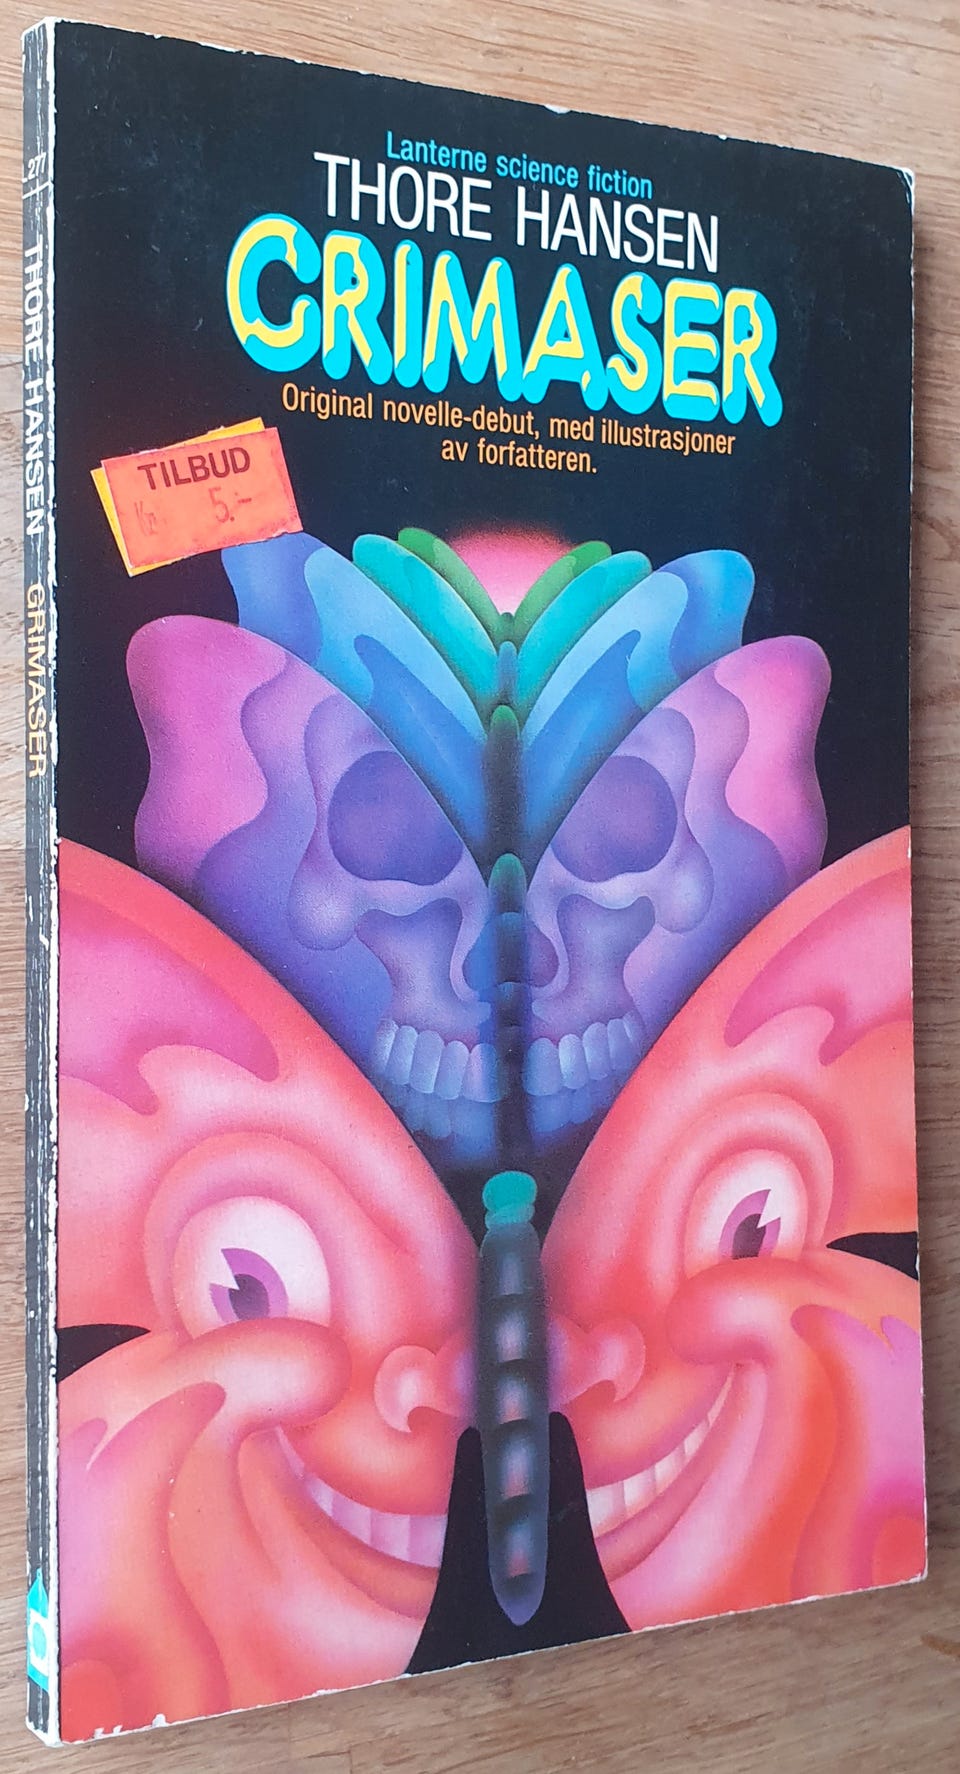 Lanterne science fiction
THORE HANSEN
GRIMASER
Original novelle-debut, med illustrasjoner
av forfatteren.
TILBUD
Kr. 5.-
THORE HANSEN GRIMASER